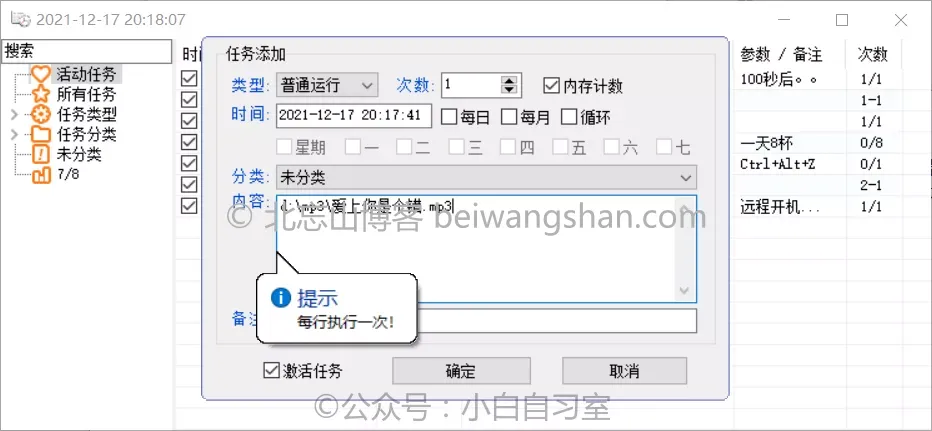 2021-12-17 20:18:07
搜索
活动任务
所有任务
任务类型
任务分类
未分类
7/8
任务添加
类型: 普通运行 次数: 1 内存计数
时间: 2021-12-17 20:17:41 每日 每月 循环
星期 一 二 三 四 五 六 七
分类: 未分类
内容: d:\mp3\爱上你是个错.mp3
© 北忘山博客 beiwangshan.com
提示
每行执行一次!
激活任务 确定 取消
参数 / 备注 次数
100秒后。。 1/1
1-1
1/1
一天8杯 0/8
Ctrl+Alt+Z 0/1
2-1
远程开机... 1/1
©公众号:小白自习室